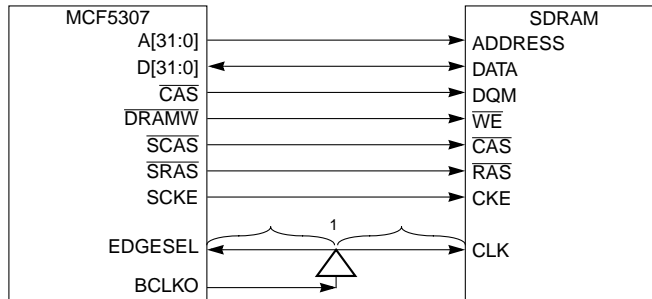 MCF5307 SDRAM
A[31:0] ADDRESS
D[31:0] DATA
CAS DQM
DRAMW WE
SCAS CAS
SRAS RAS
SCKE CKE
1
EDGESEL CLK
BCLKO